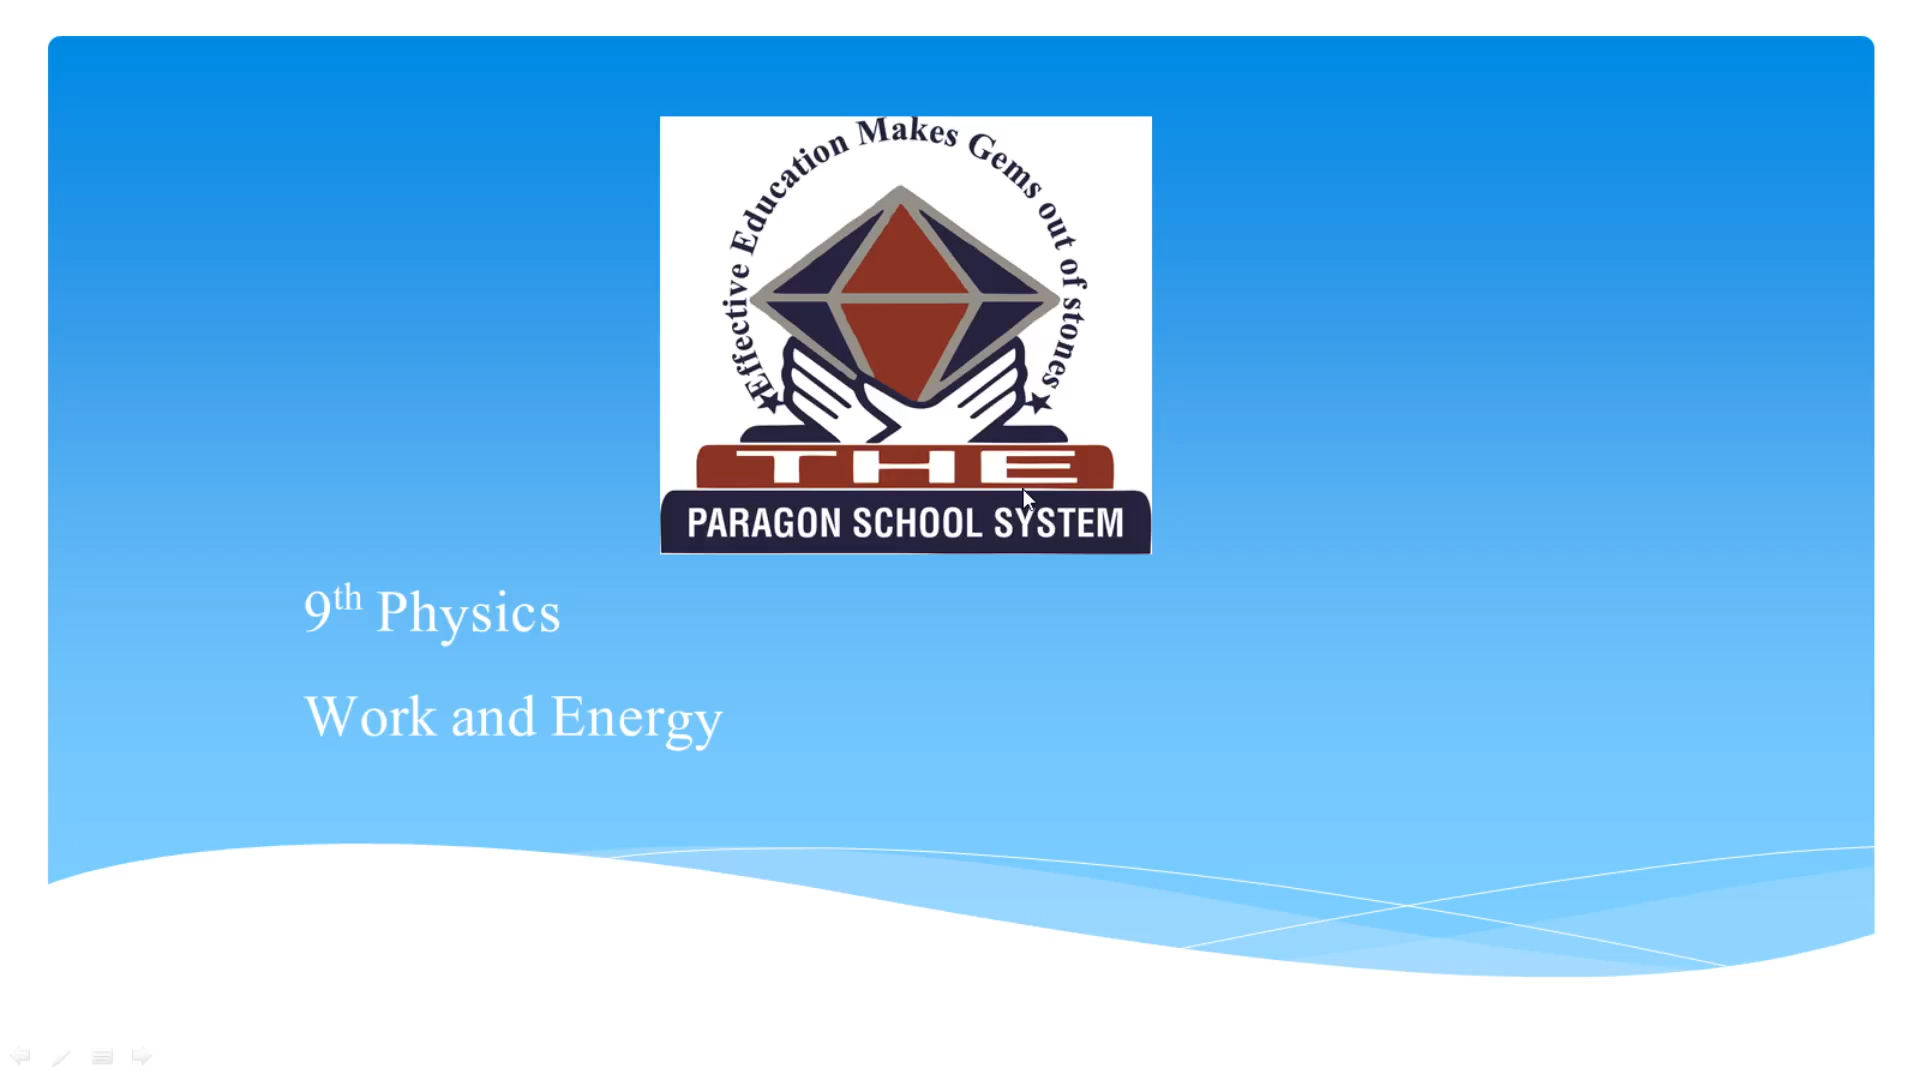 Effective Education Makes Gems out of stones
THE
PARAGON SCHOOL SYSTEM
9th Physics
Work and Energy